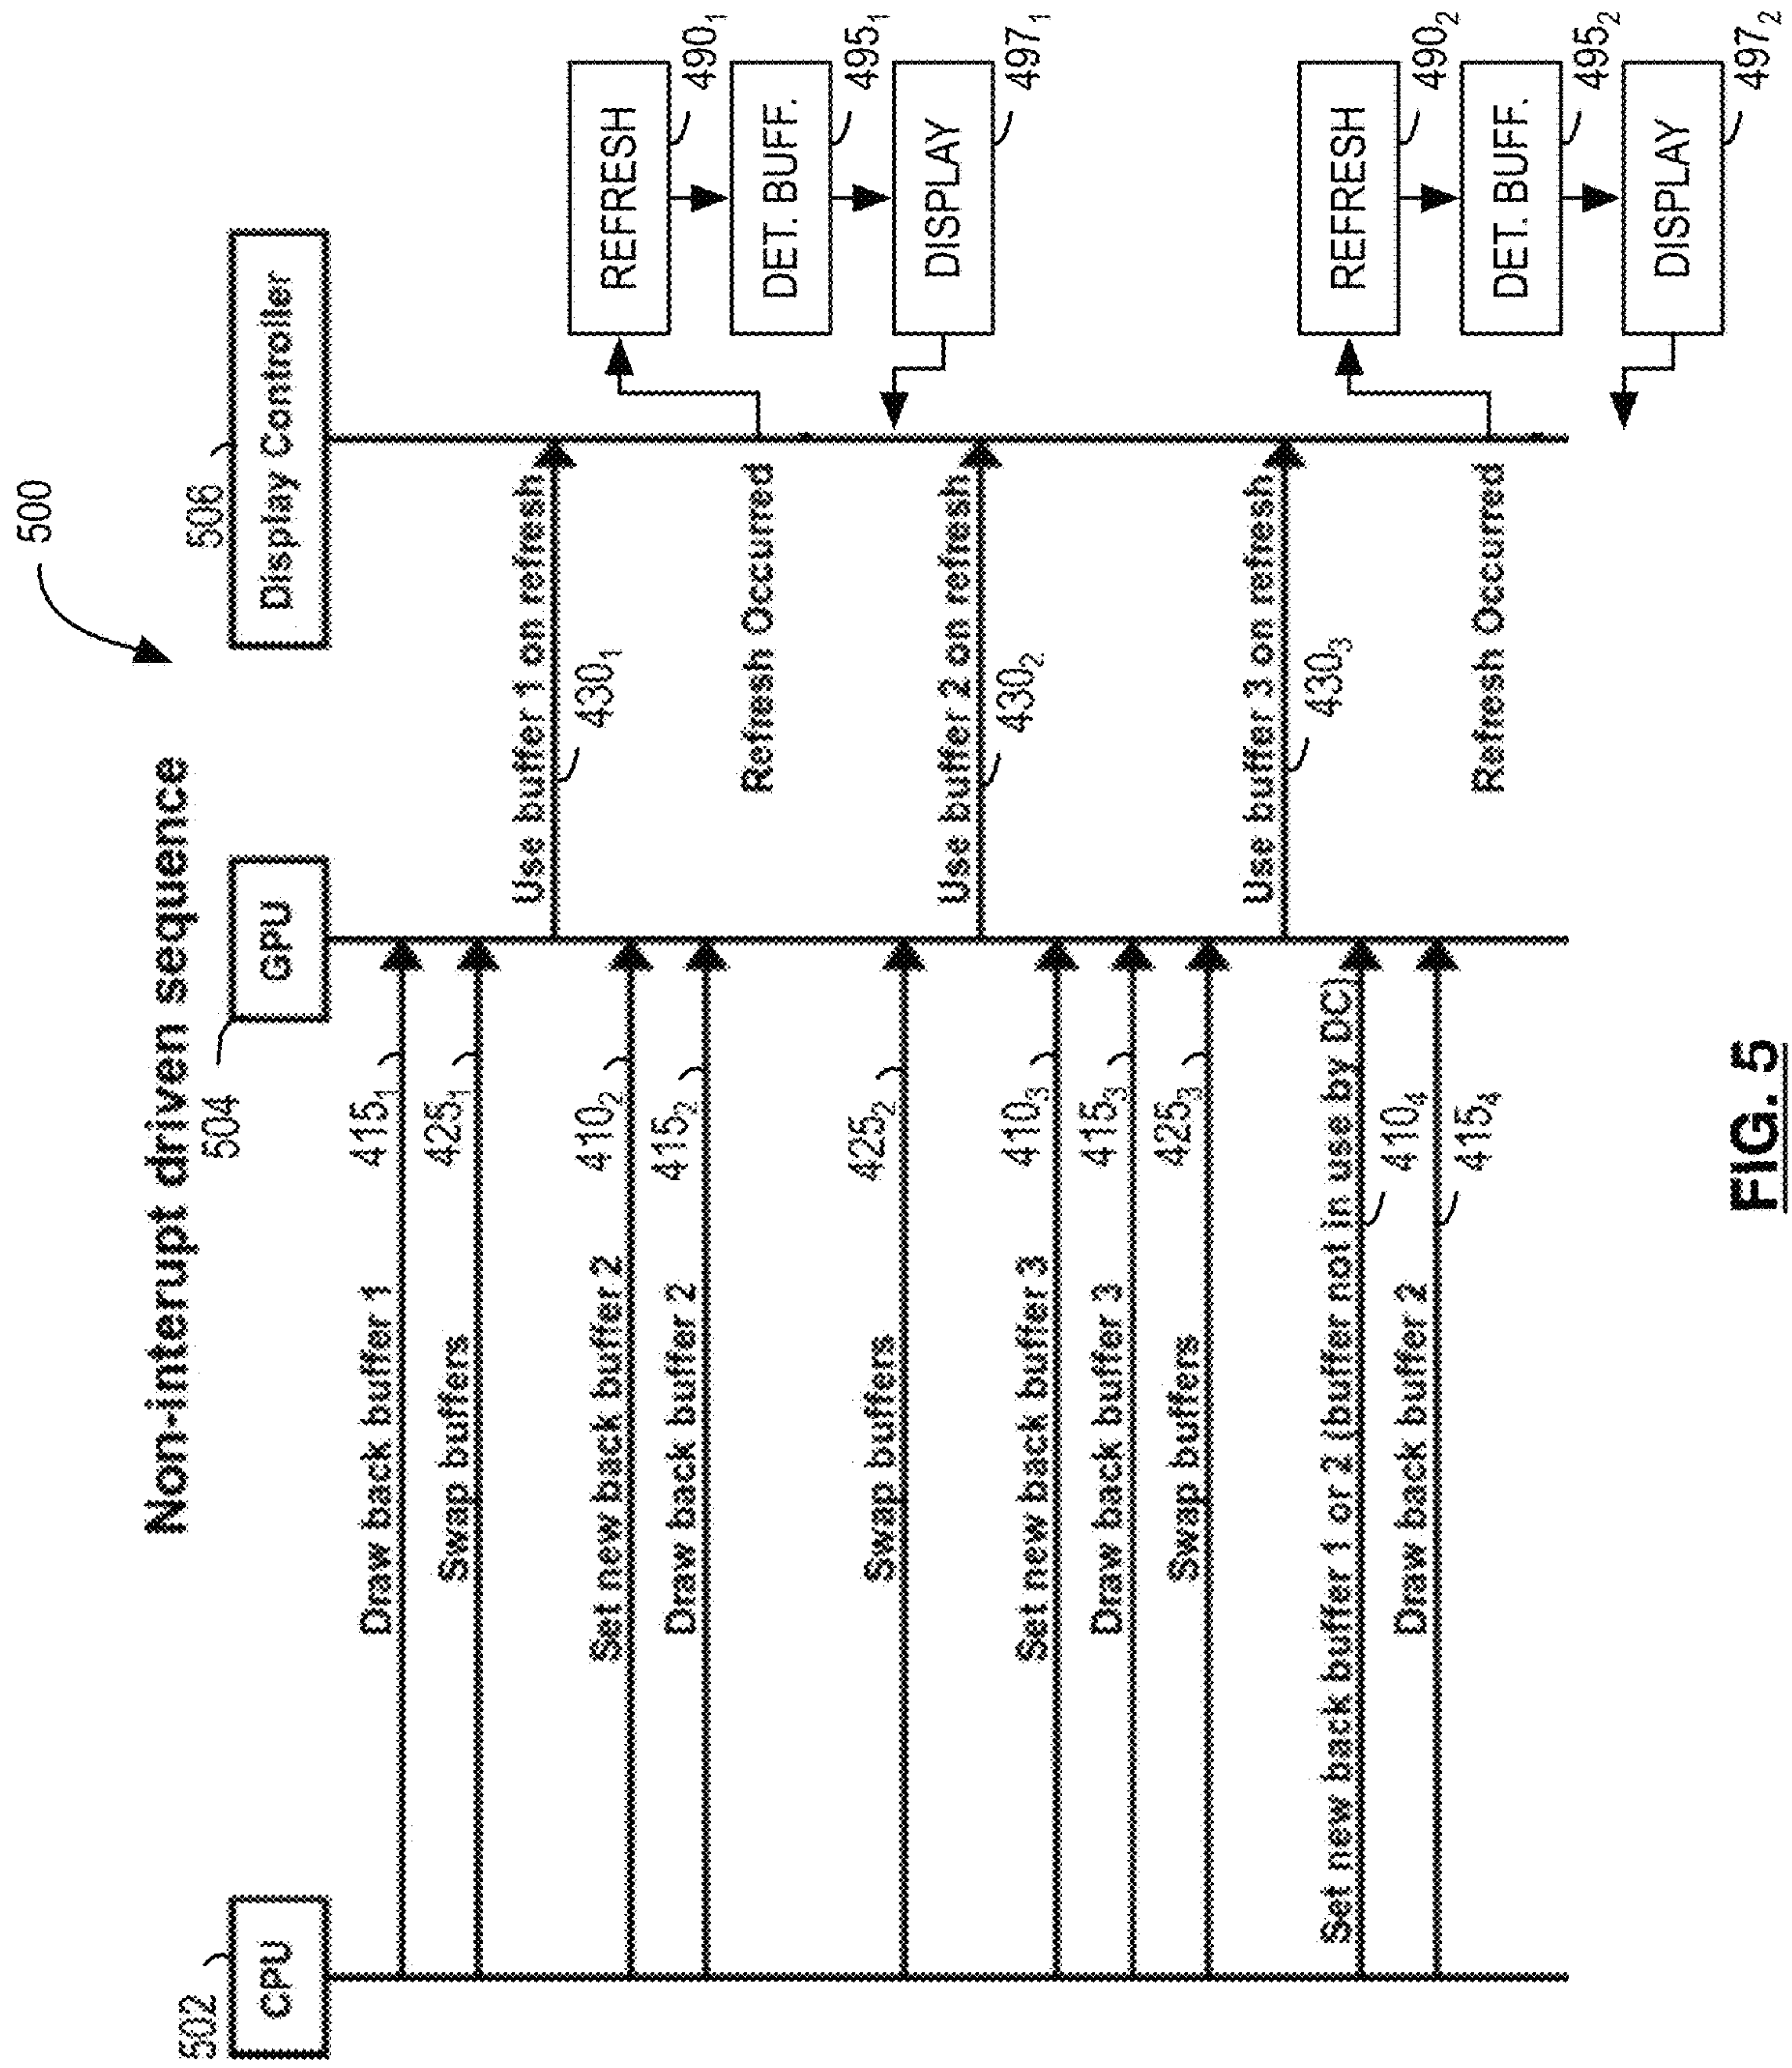 500
Non-interrupt driven sequence
502
504
506
CPU
GPU
Display Controller
Draw back buffer 1
415₁
Swap buffers
425₁
Use buffer 1 on refresh
430₁
REFRESH
490₁
Set new back buffer 2
410₂
Draw back buffer 2
415₂
Refresh Occurred
DET. BUFF.
495₁
Swap buffers
425₂
DISPLAY
497₁
Use buffer 2 on refresh
430₂
Set new back buffer 3
410₃
Draw back buffer 3
415₃
Swap buffers
425₃
Use buffer 3 on refresh
430₃
Set new back buffer 1 or 2 (buffer not in use by DC)
410₄
REFRESH
490₂
Draw back buffer 2
415₄
Refresh Occurred
DET. BUFF.
495₂
DISPLAY
497₂
FIG. 5